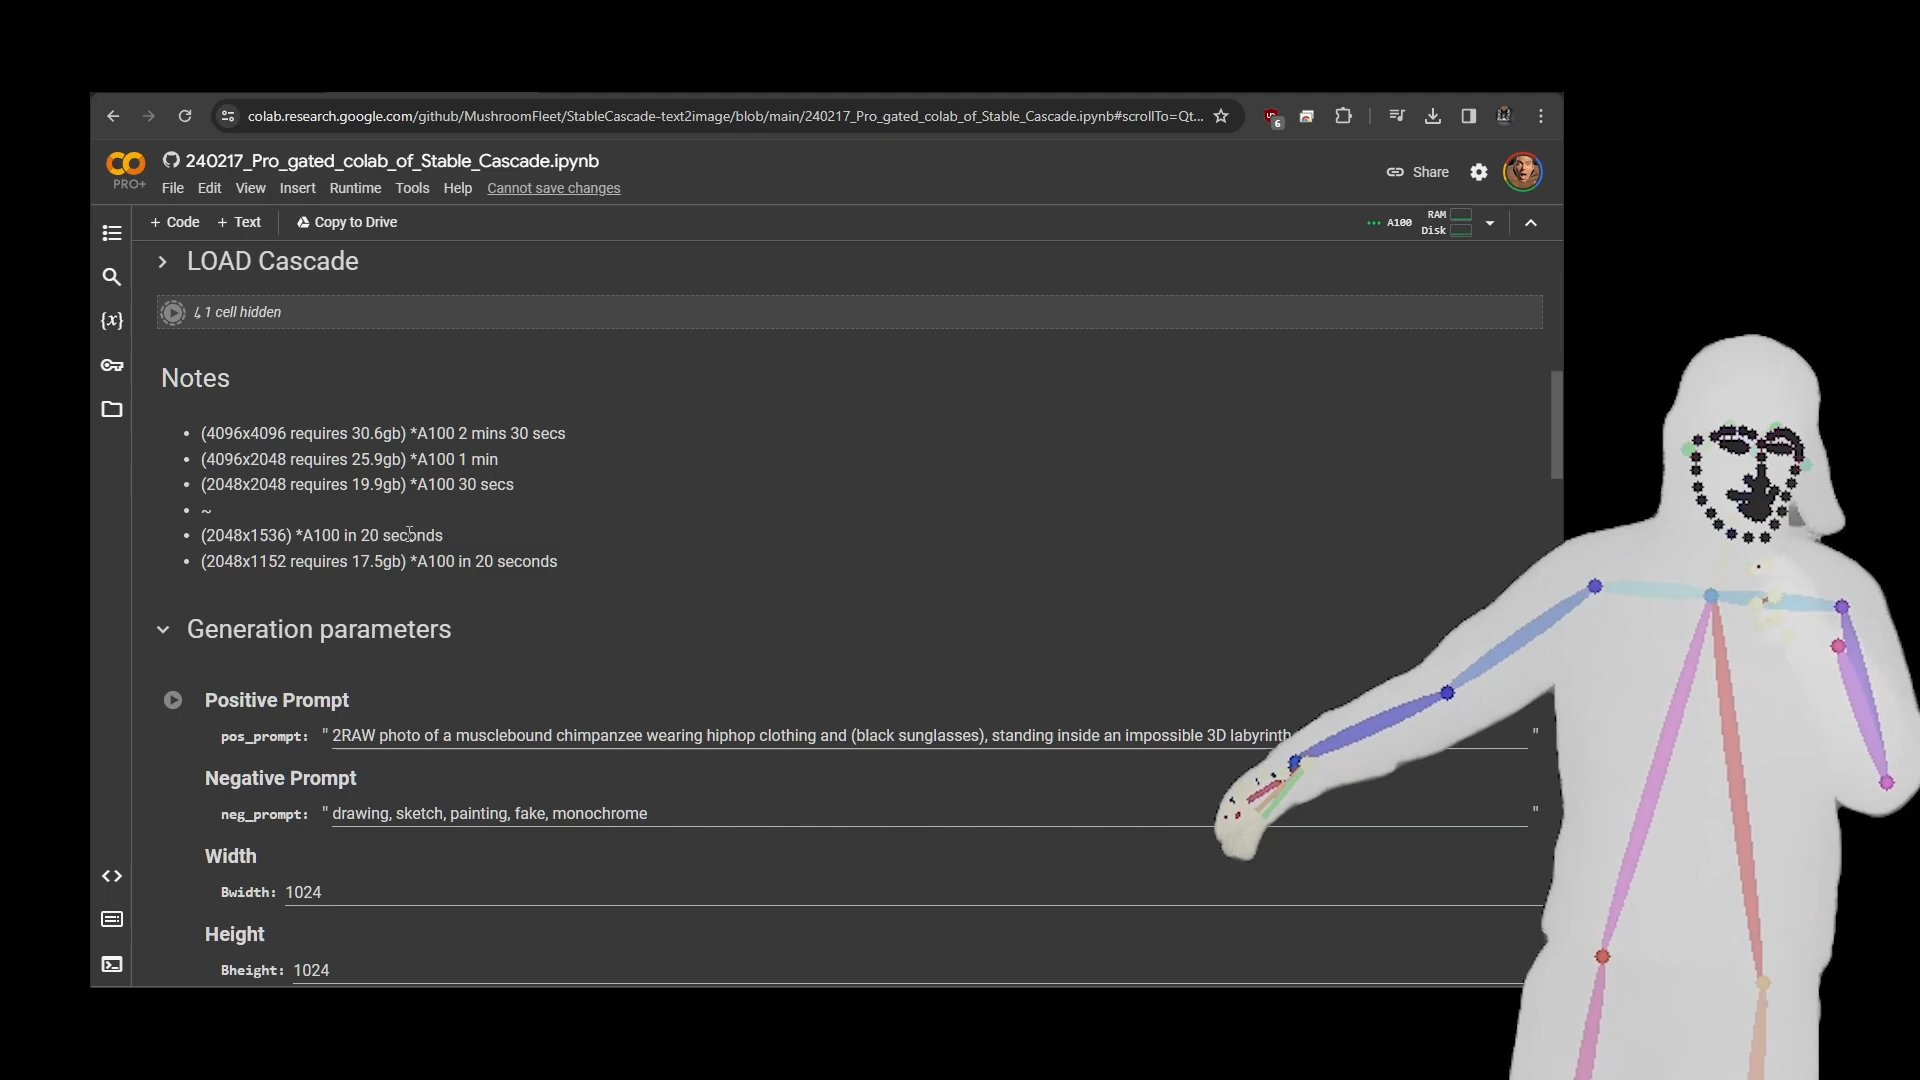 colab.research.google.com/github/MushroomFleet/StableCascade-text2image/blob/main/240217_Pro_gated_colab_of_Stable_Cascade.ipynb#scrollTo=Qt...
6
240217_Pro_gated_colab_of_Stable_Cascade.ipynb
PRO+
File Edit View Insert Runtime Tools Help Cannot save changes
Share
+ Code + Text Copy to Drive
A100 RAM
Disk
LOAD Cascade
↳ 1 cell hidden
Notes
• (4096x4096 requires 30.6gb) *A100 2 mins 30 secs
• (4096x2048 requires 25.9gb) *A100 1 min
• (2048x2048 requires 19.9gb) *A100 30 secs
• ~
• (2048x1536) *A100 in 20 seconds
• (2048x1152 requires 17.5gb) *A100 in 20 seconds
Generation parameters
Positive Prompt
pos_prompt: " 2RAW photo of a musclebound chimpanzee wearing hiphop clothing and (black sunglasses), standing inside an impossible 3D labyrinth "
Negative Prompt
neg_prompt: " drawing, sketch, painting, fake, monochrome "
Width
Bwidth: 1024
Height
Bheight: 1024
{x}